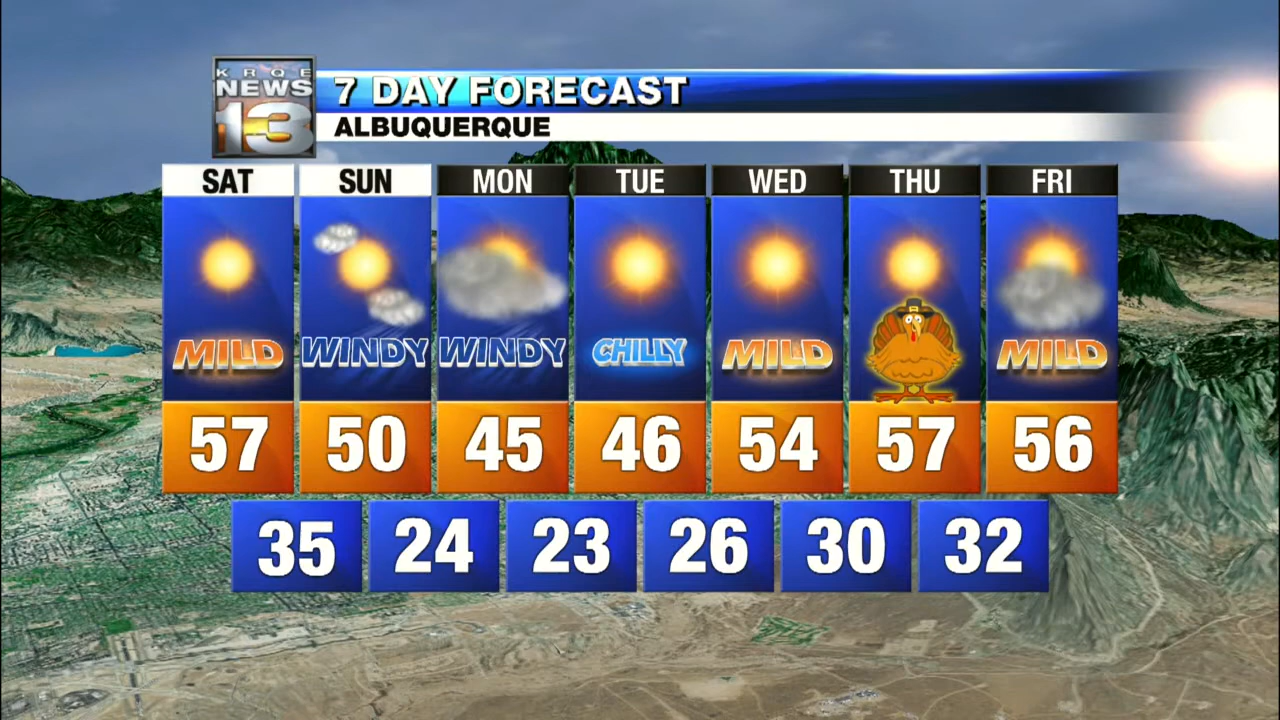 KRQE
NEWS
13
7 DAY FORECAST
ALBUQUERQUE
SAT SUN MON TUE WED THU FRI
MILD WINDY WINDY CHILLY MILD MILD
57 50 45 46 54 57 56
35 24 23 26 30 32